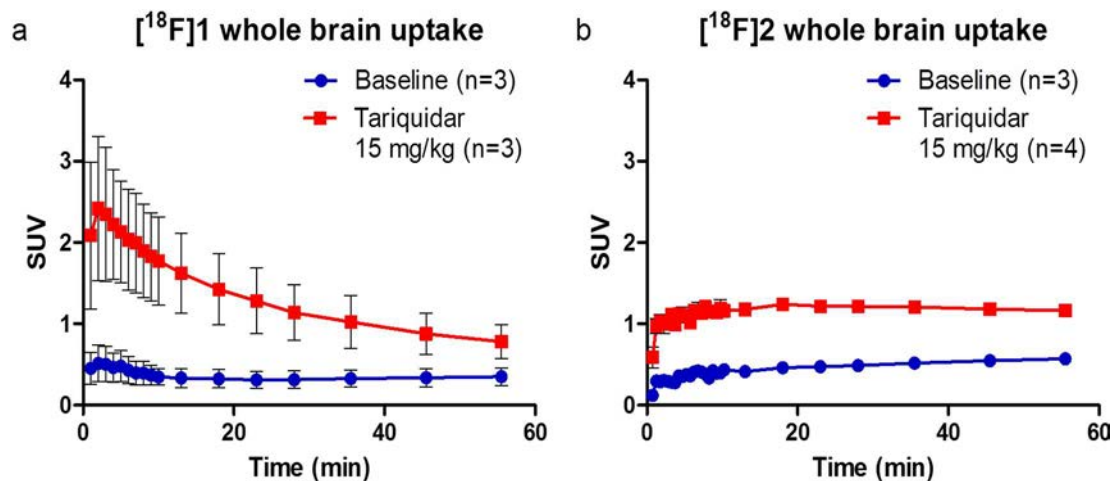 a [¹⁸F]1 whole brain uptake
Baseline (n=3)
Tariquidar
15 mg/kg (n=3)
4
3
2
1
0
SUV
0 20 40 60
Time (min)
b [¹⁸F]2 whole brain uptake
Baseline (n=3)
Tariquidar
15 mg/kg (n=4)
4
3
2
1
0
SUV
0 20 40 60
Time (min)